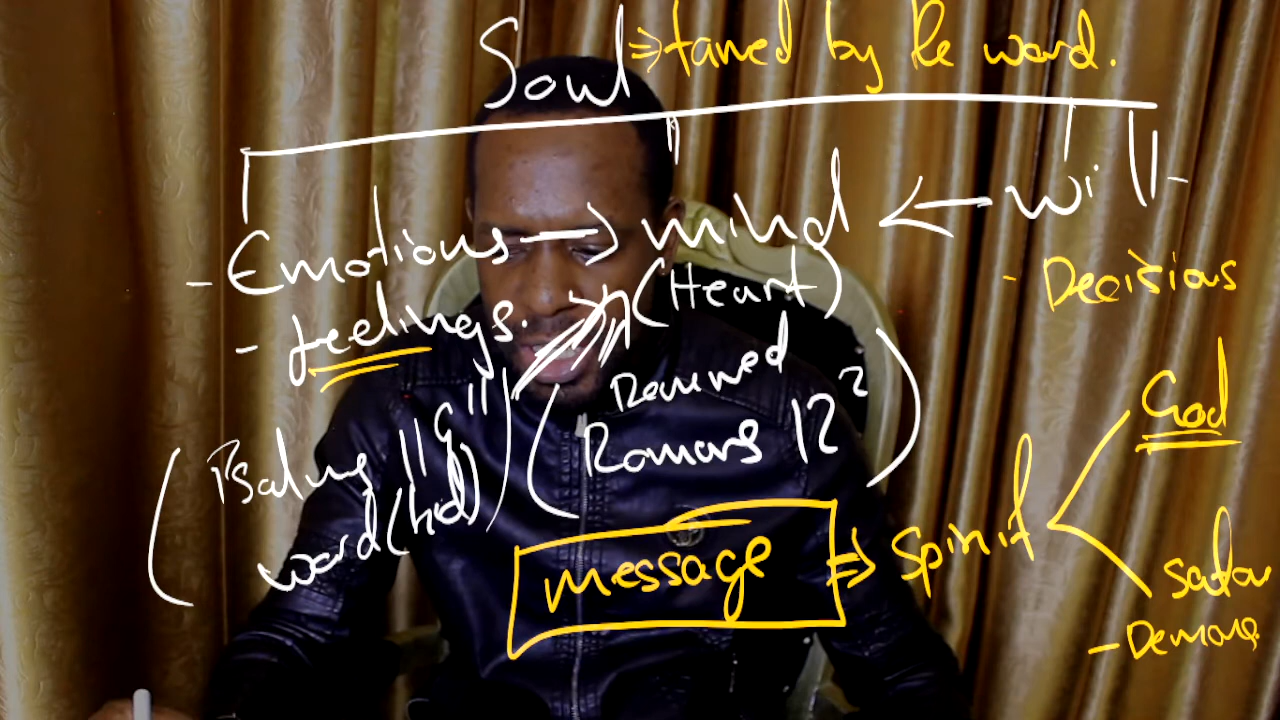 Soul ⇒ tamed by the word.
- Emotions → mind ← Will -
- feelings. (Heart) - Decisions
(Psalms 119:11 word (hid)) (Renewed Romans 12:2)
God
message ⇒ spirit
Satan
- Demons